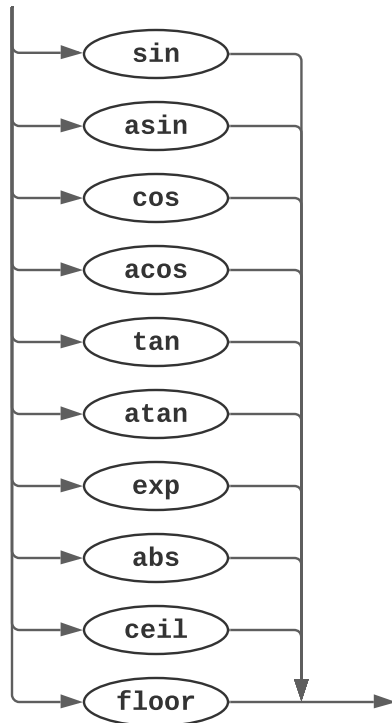 sin
asin
cos
acos
tan
atan
exp
abs
ceil
floor